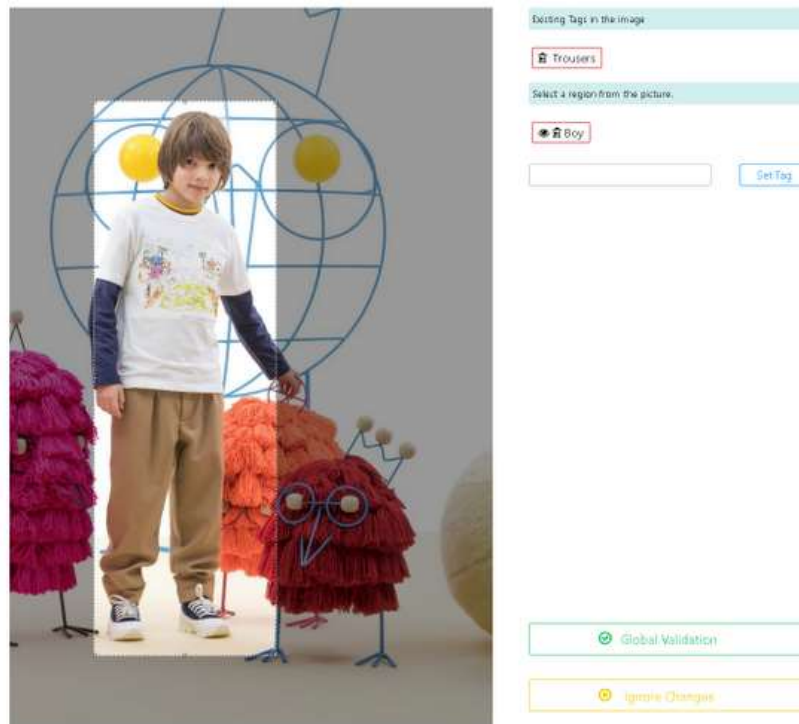 Existing Tags in the image
Trousers
Select a region from the picture.
Boy
Set Tag
Global Validation
Ignore Changes